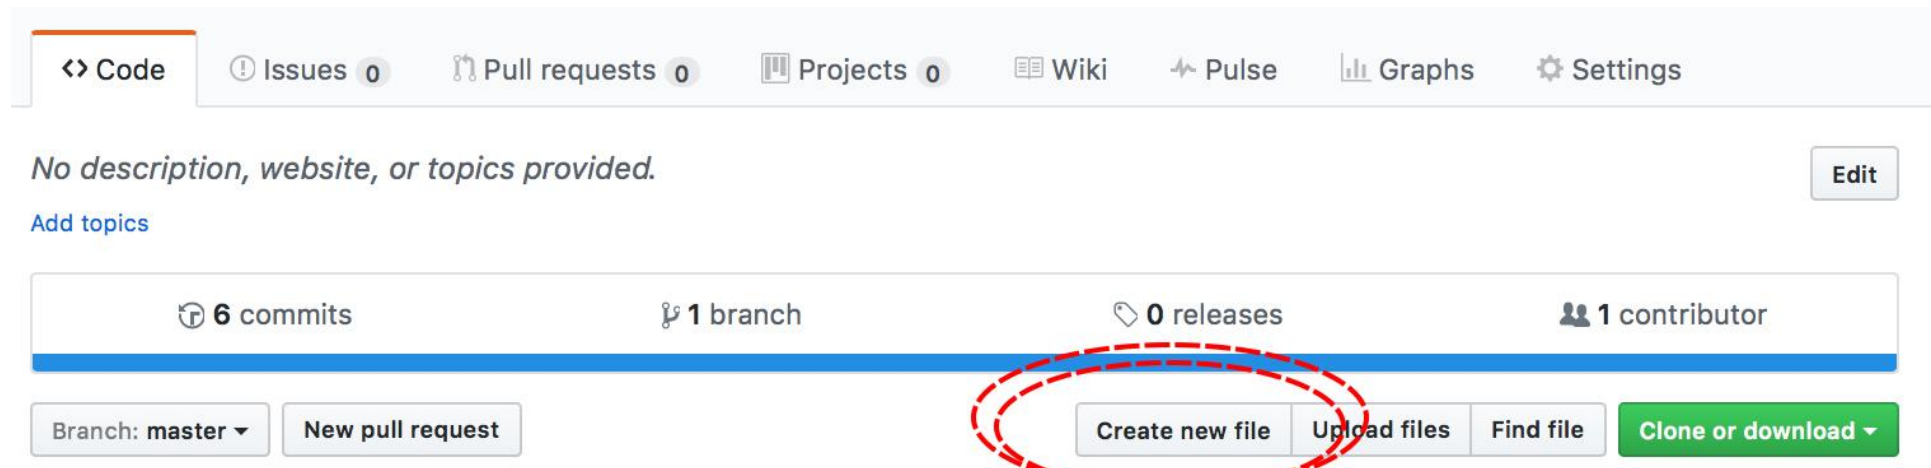 Code Issues 0 Pull requests 0 Projects 0 Wiki Pulse Graphs Settings
No description, website, or topics provided. Edit
Add topics
6 commits 1 branch 0 releases 1 contributor
Branch: master New pull request Create new file Upload files Find file Clone or download